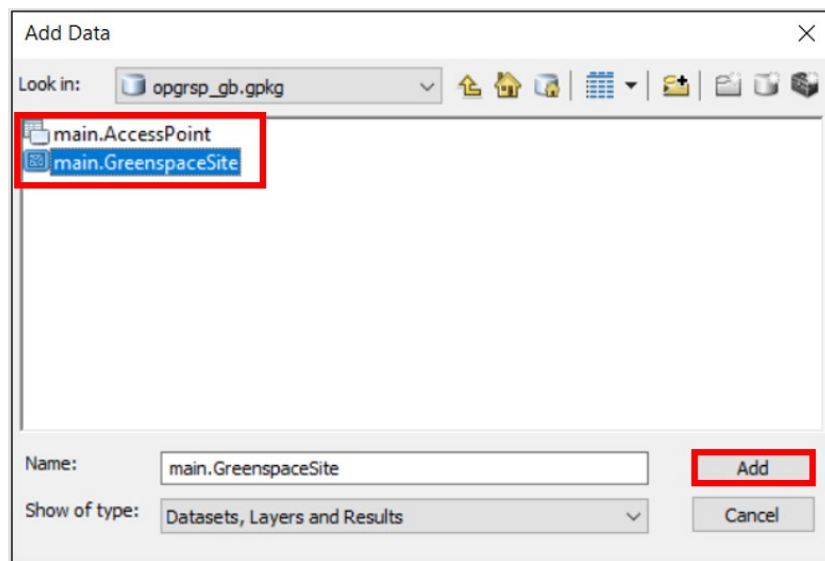 Add Data
Look in: opgrsp_gb.gpkg
main.AccessPoint
main.GreenspaceSite
Name: main.GreenspaceSite Add
Show of type: Datasets, Layers and Results Cancel